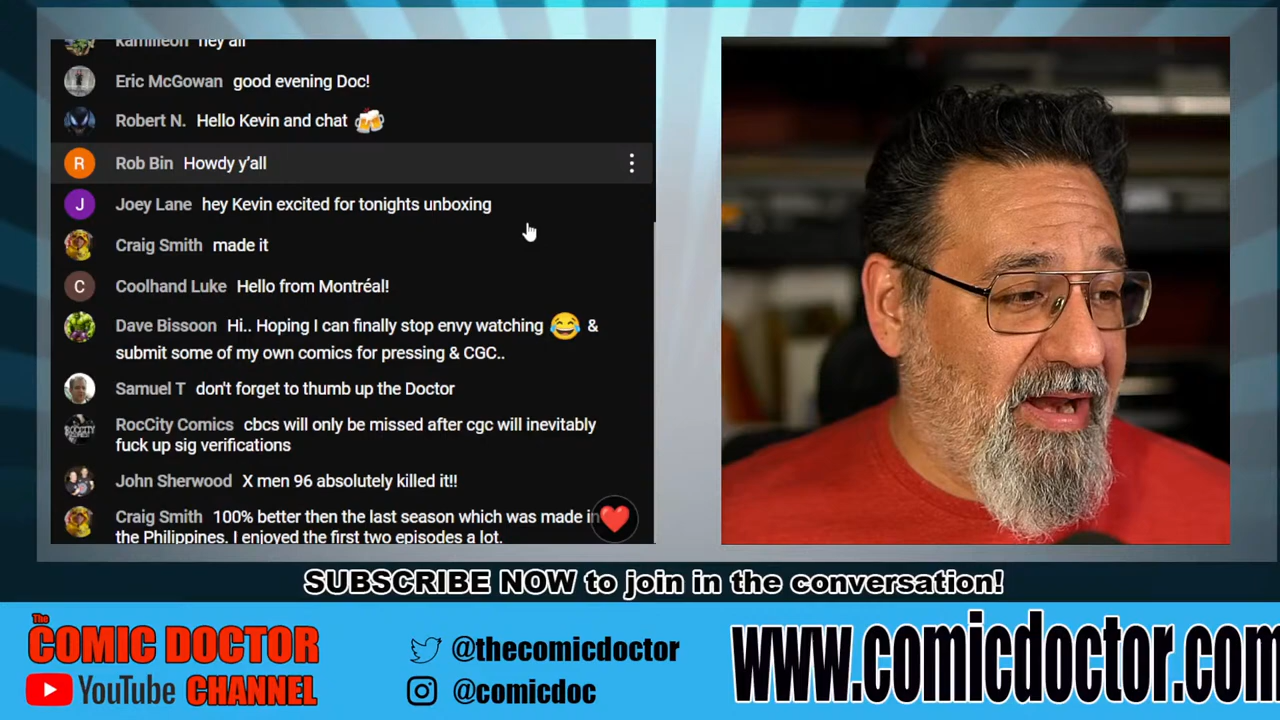 kamilleon hey all
Eric McGowan good evening Doc!
Robert N. Hello Kevin and chat
R Rob Bin Howdy y'all
J Joey Lane hey Kevin excited for tonights unboxing
Craig Smith made it
C Coolhand Luke Hello from Montréal!
Dave Bissoon Hi.. Hoping I can finally stop envy watching &
submit some of my own comics for pressing & CGC..
Samuel T don't forget to thumb up the Doctor
RocCity Comics cbcs will only be missed after cgc will inevitably
fuck up sig verifications
John Sherwood X men 96 absolutely killed it!!
Craig Smith 100% better then the last season which was made in
the Philippines. I enjoyed the first two episodes a lot.
SUBSCRIBE NOW to join in the conversation!
The
COMIC DOCTOR
YouTube CHANNEL
@thecomicdoctor
@comicdoc
www.comicdoctor.com